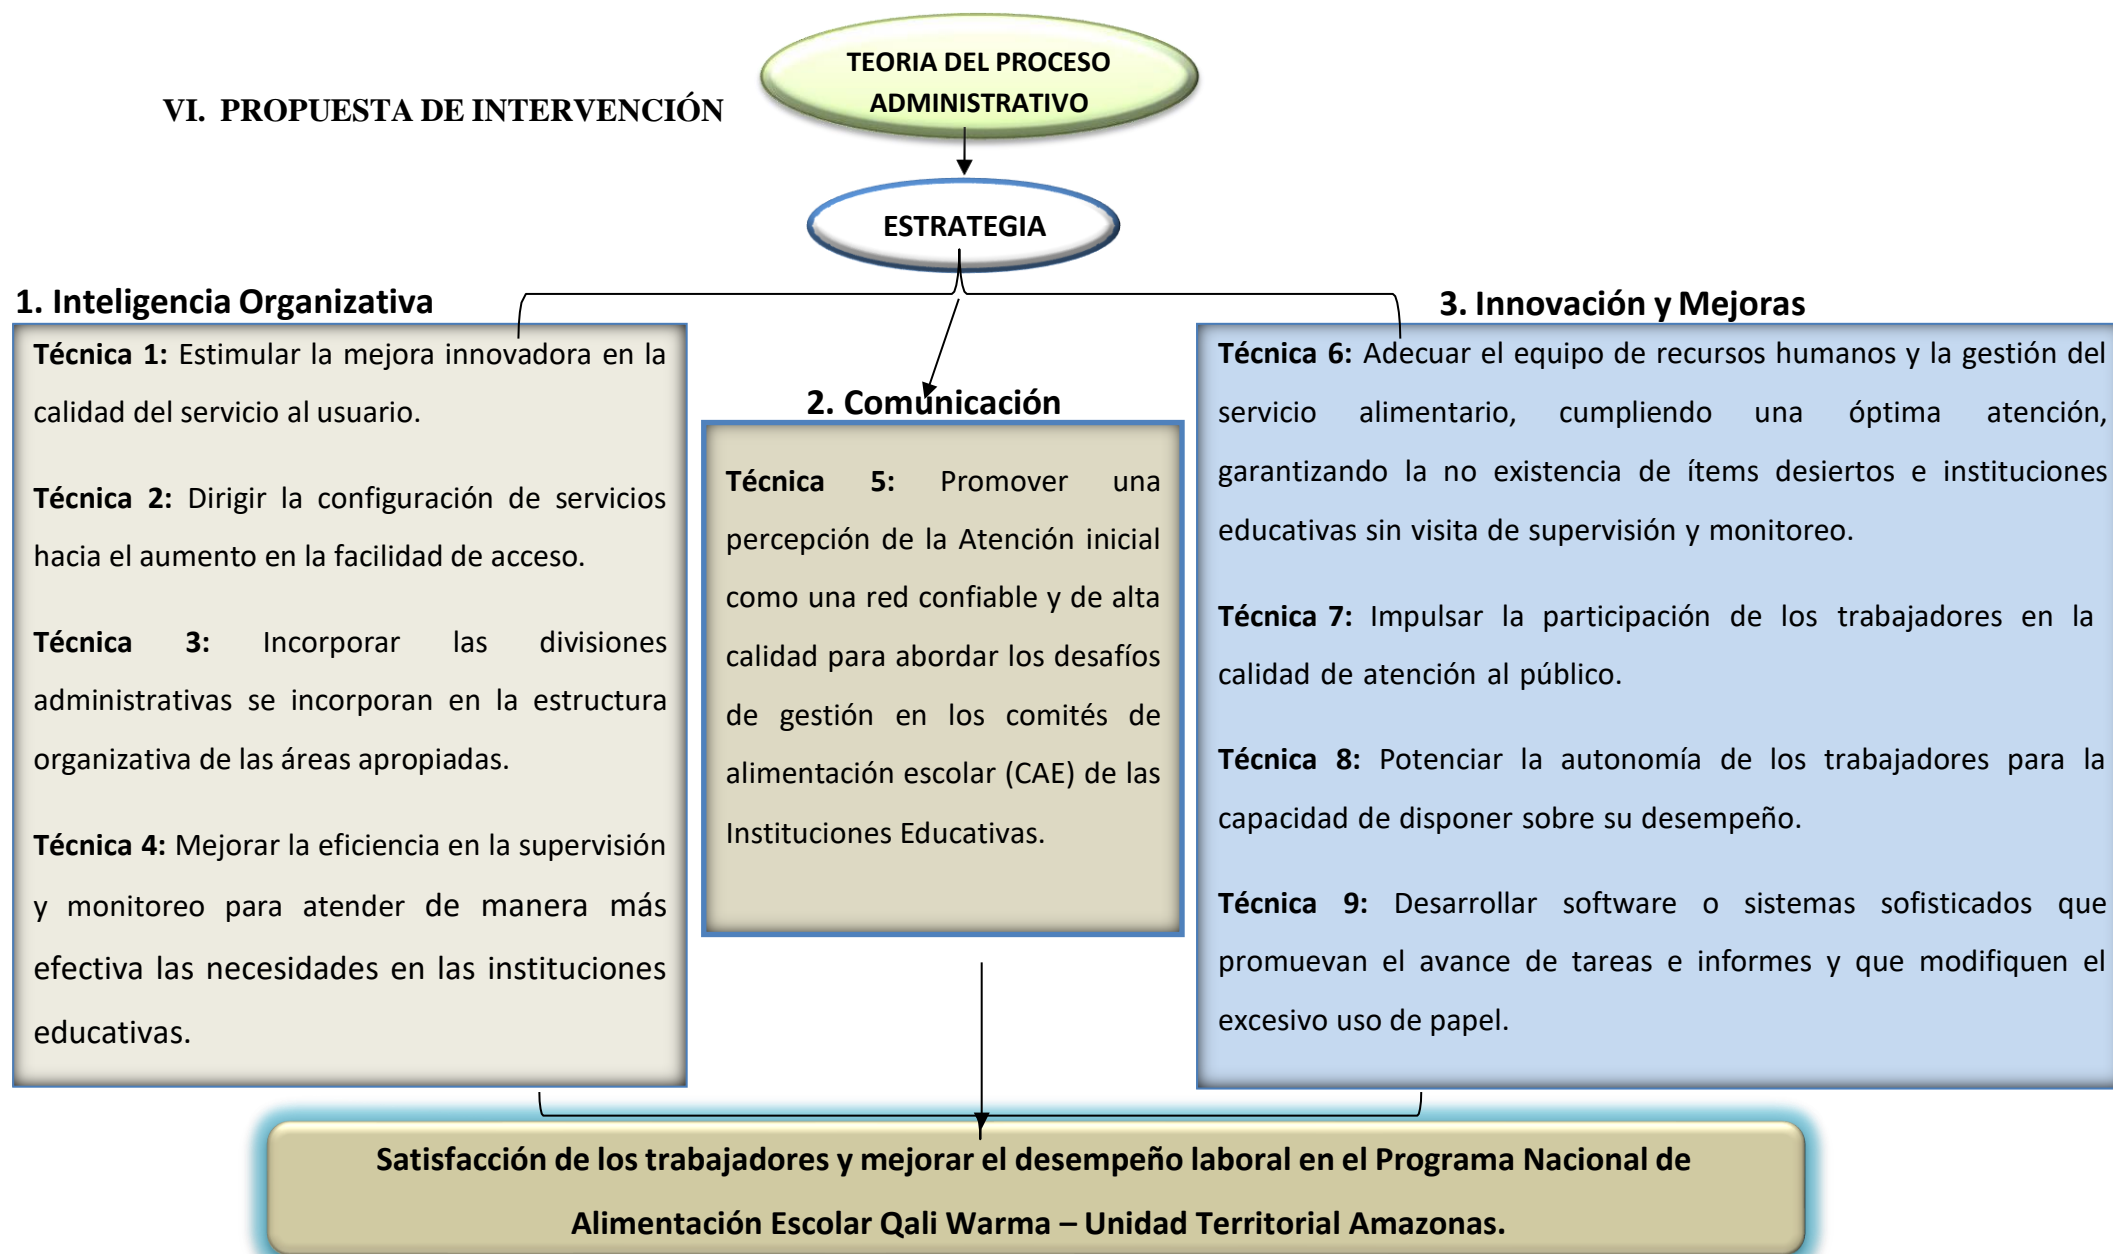 TEORIA DEL PROCESO
ADMINISTRATIVO
VI. PROPUESTA DE INTERVENCIÓN
ESTRATEGIA
1. Inteligencia Organizativa
Técnica 1: Estimular la mejora innovadora en la
calidad del servicio al usuario.
Técnica 2: Dirigir la configuración de servicios
hacia el aumento en la facilidad de acceso.
Técnica 3: Incorporar las divisiones
administrativas se incorporan en la estructura
organizativa de las áreas apropiadas.
Técnica 4: Mejorar la eficiencia en la supervisión
y monitoreo para atender de manera más
efectiva las necesidades en las instituciones
educativas.
2. Comunicación
Técnica 5: Promover una
percepción de la Atención inicial
como una red confiable y de alta
calidad para abordar los desafíos
de gestión en los comités de
alimentación escolar (CAE) de las
Instituciones Educativas.
3. Innovación y Mejoras
Técnica 6: Adecuar el equipo de recursos humanos y la gestión del
servicio alimentario, cumpliendo una óptima atención,
garantizando la no existencia de ítems desiertos e instituciones
educativas sin visita de supervisión y monitoreo.
Técnica 7: Impulsar la participación de los trabajadores en la
calidad de atención al público.
Técnica 8: Potenciar la autonomía de los trabajadores para la
capacidad de disponer sobre su desempeño.
Técnica 9: Desarrollar software o sistemas sofisticados que
promuevan el avance de tareas e informes y que modifiquen el
excesivo uso de papel.
Satisfacción de los trabajadores y mejorar el desempeño laboral en el Programa Nacional de
Alimentación Escolar Qali Warma – Unidad Territorial Amazonas.